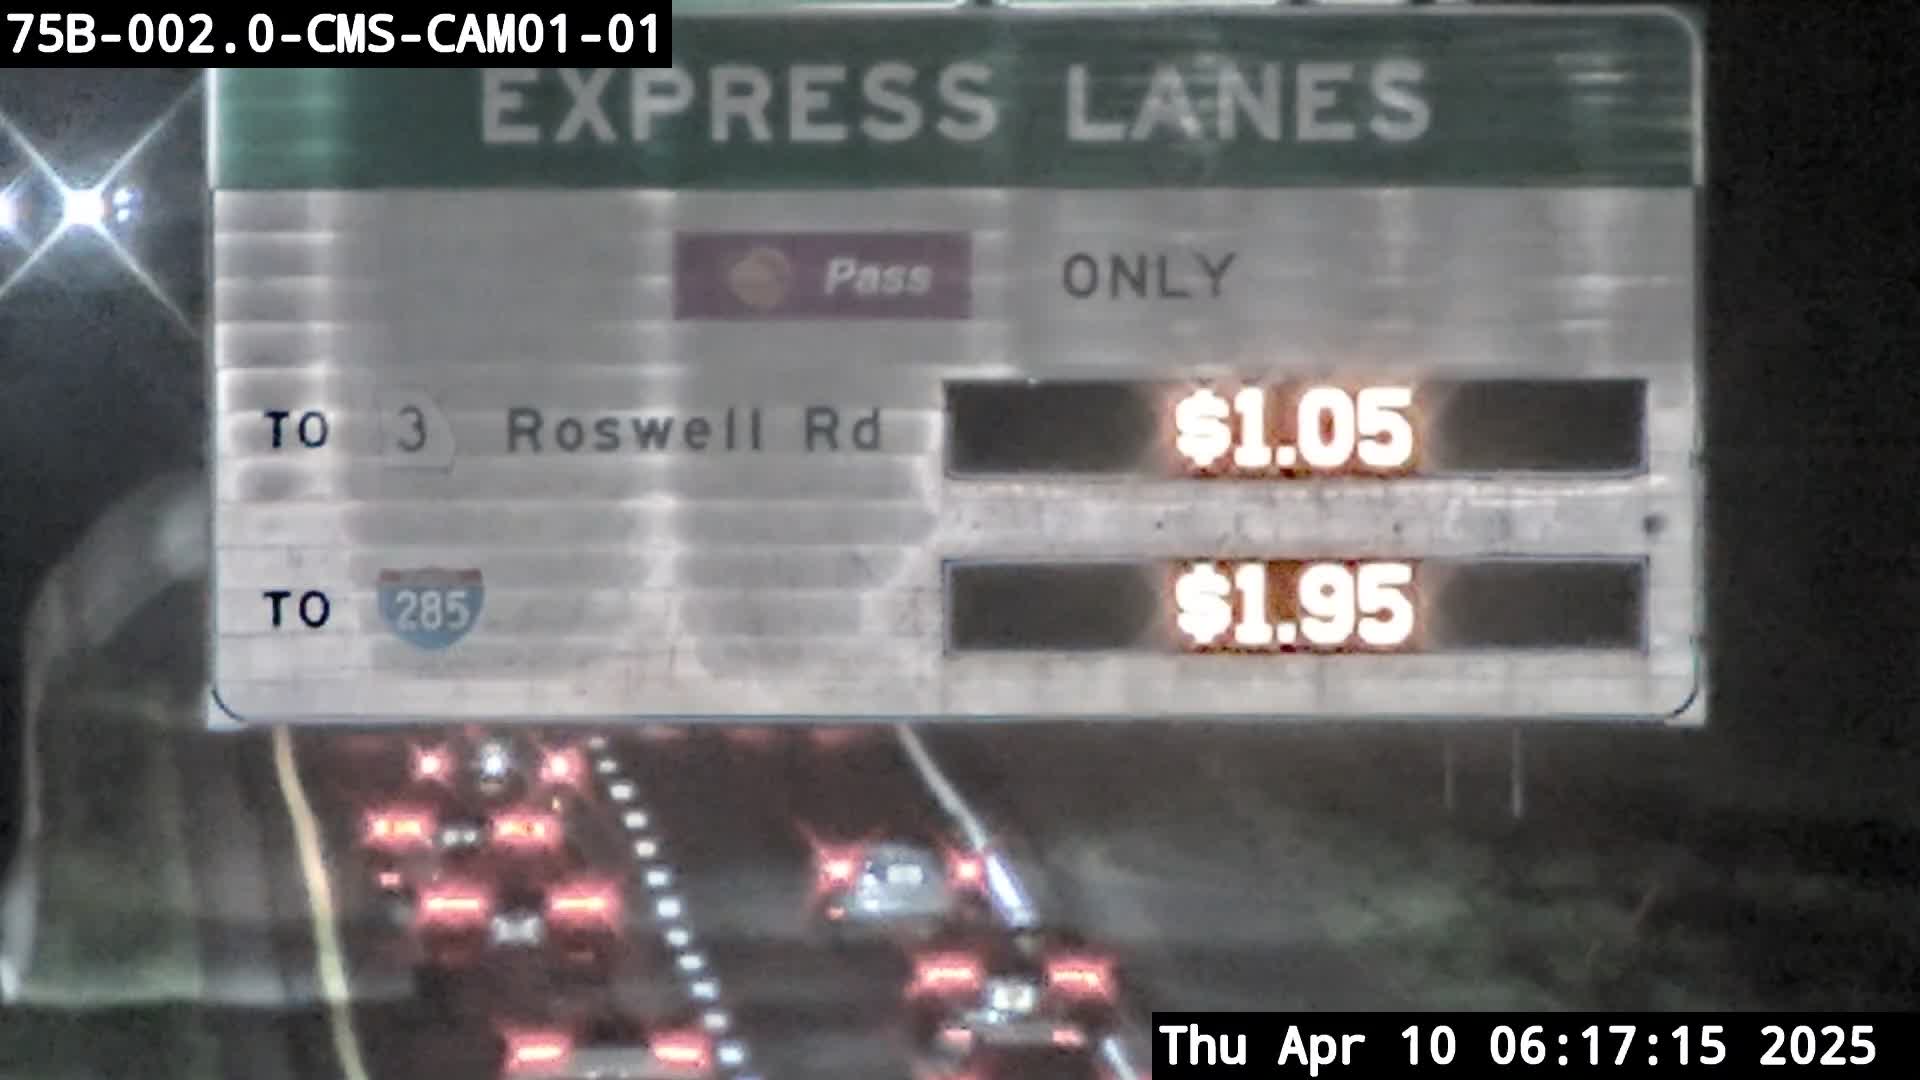 75B-002.0-CMS-CAM01-01
EXPRESS LANES
Pass ONLY
TO 3 Roswell Rd $1.05
TO 285 $1.95
Thu Apr 10 06:17:15 2025